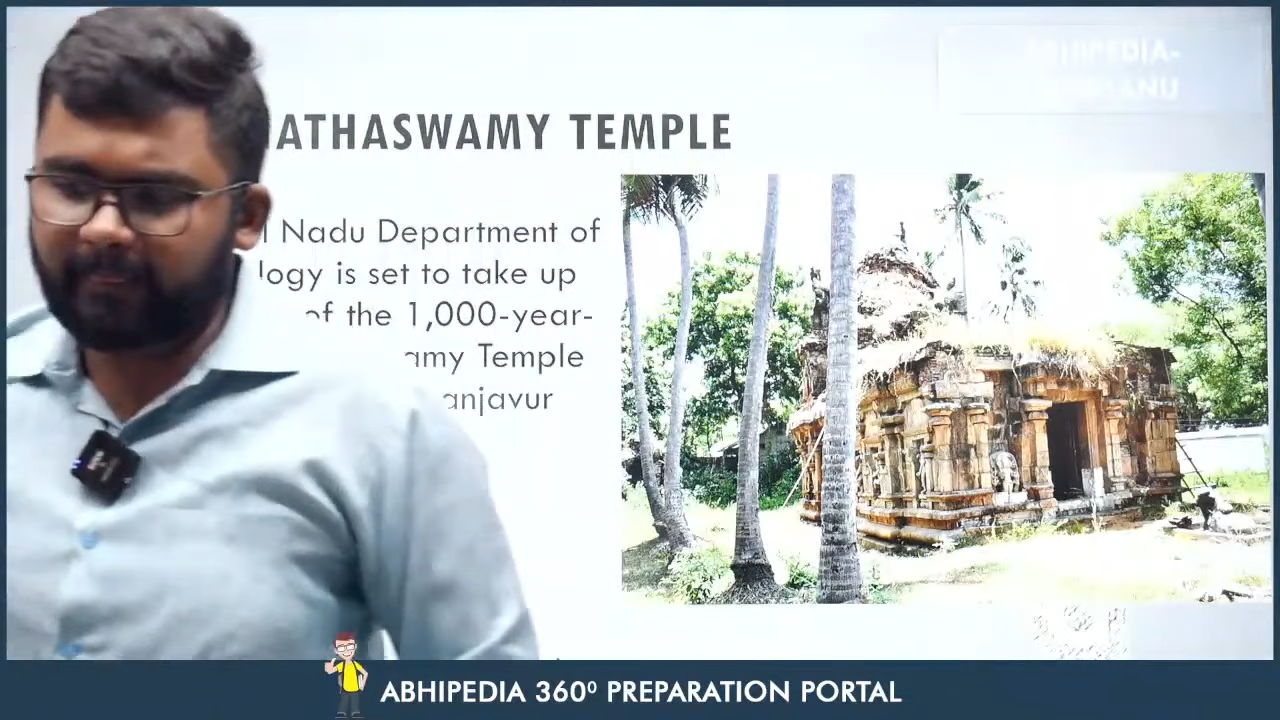 ATHASWAMY TEMPLE
Nadu Department of
logy is set to take up
of the 1,000-year-
amy Temple
anjavur
ABHIPEDIA 360º PREPARATION PORTAL